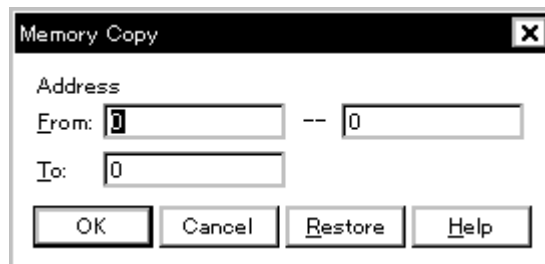 Memory Copy
Address
From: 0 -- 0
To: 0
OK Cancel Restore Help